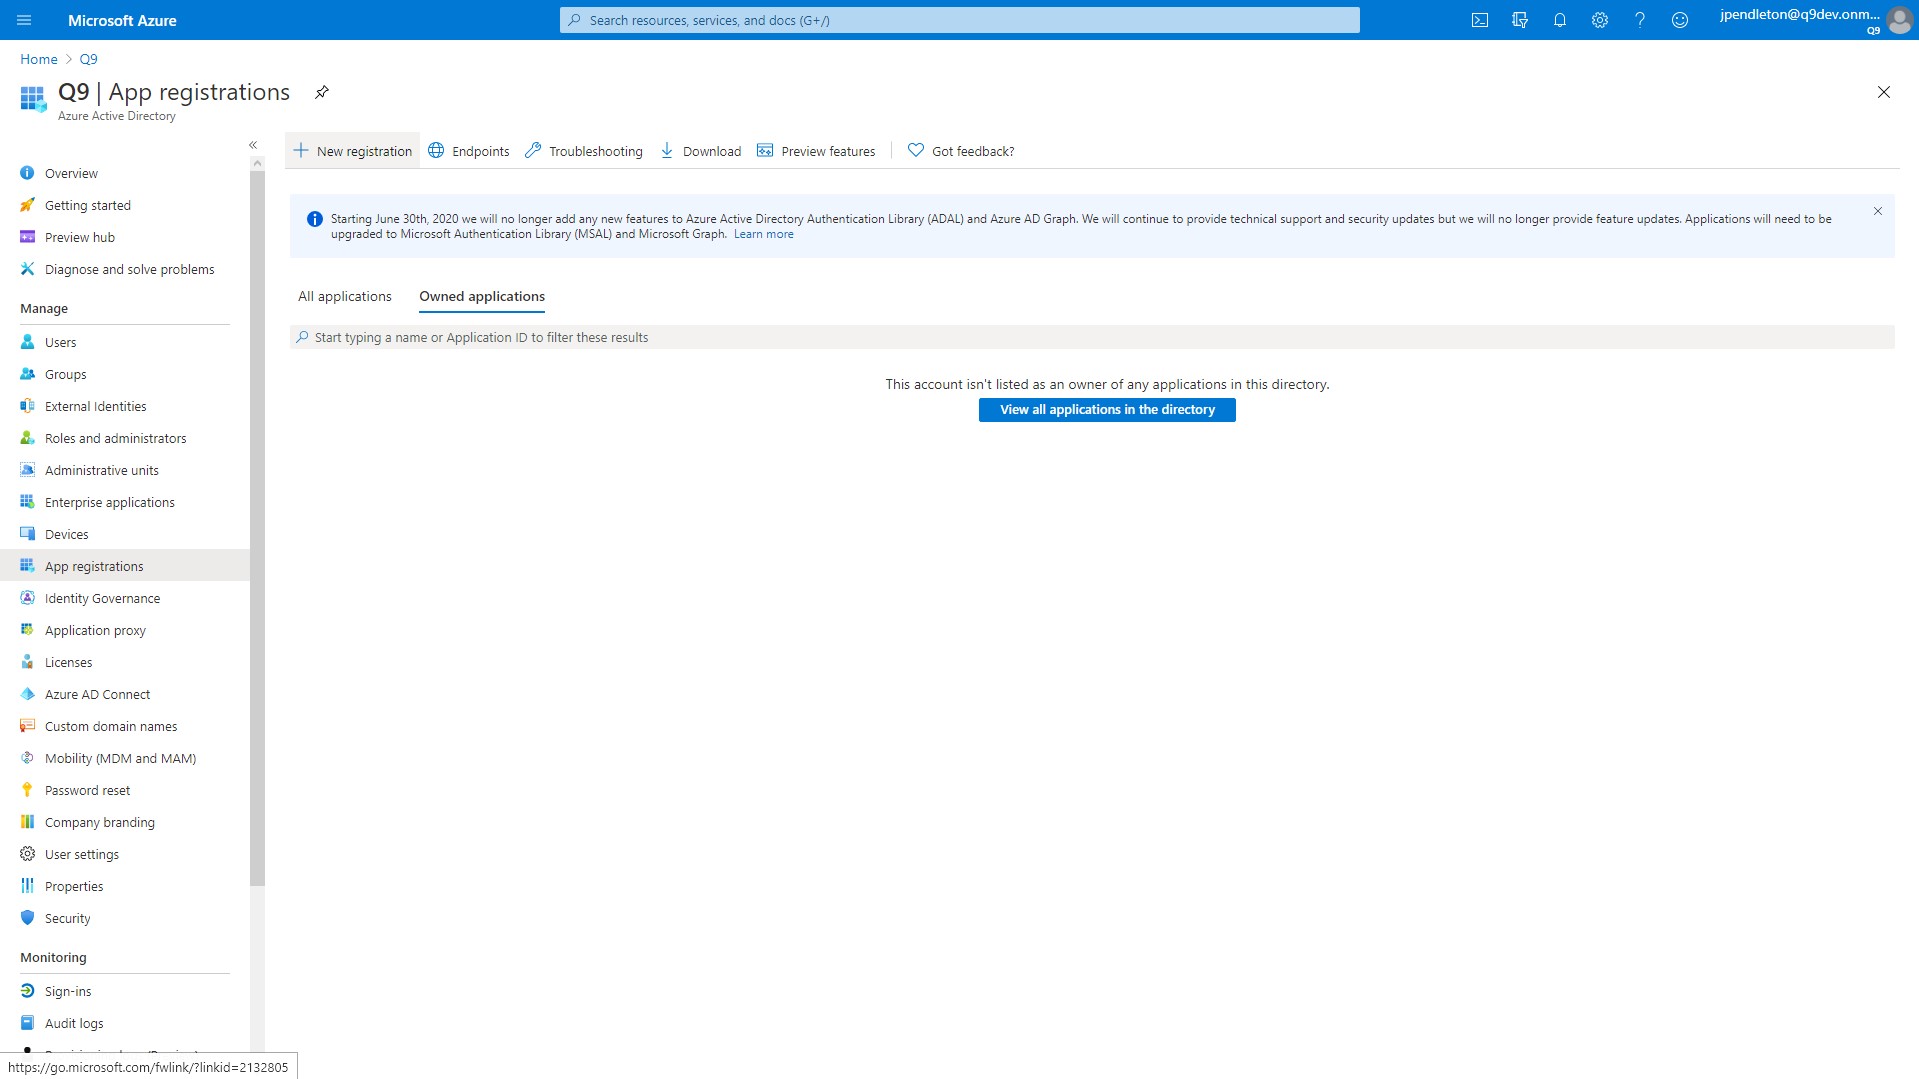 Microsoft Azure
Search resources, services, and docs (G+/)
jpendleton@q9dev.onm...
Q9
Home > Q9
Q9 | App registrations
Azure Active Directory
«
Overview
Getting started
Preview hub
Diagnose and solve problems
Manage
Users
Groups
External Identities
Roles and administrators
Administrative units
Enterprise applications
Devices
App registrations
Identity Governance
Application proxy
Licenses
Azure AD Connect
Custom domain names
Mobility (MDM and MAM)
Password reset
Company branding
User settings
Properties
Security
Monitoring
Sign-ins
Audit logs
https://go.microsoft.com/fwlink/?linkid=2132805
New registration
Endpoints
Troubleshooting
Download
Preview features
Got feedback?
Starting June 30th, 2020 we will no longer add any new features to Azure Active Directory Authentication Library (ADAL) and Azure AD Graph. We will continue to provide technical support and security updates but we will no longer provide feature updates. Applications will need to be
upgraded to Microsoft Authentication Library (MSAL) and Microsoft Graph. Learn more
All applications
Owned applications
Start typing a name or Application ID to filter these results
This account isn't listed as an owner of any applications in this directory.
View all applications in the directory